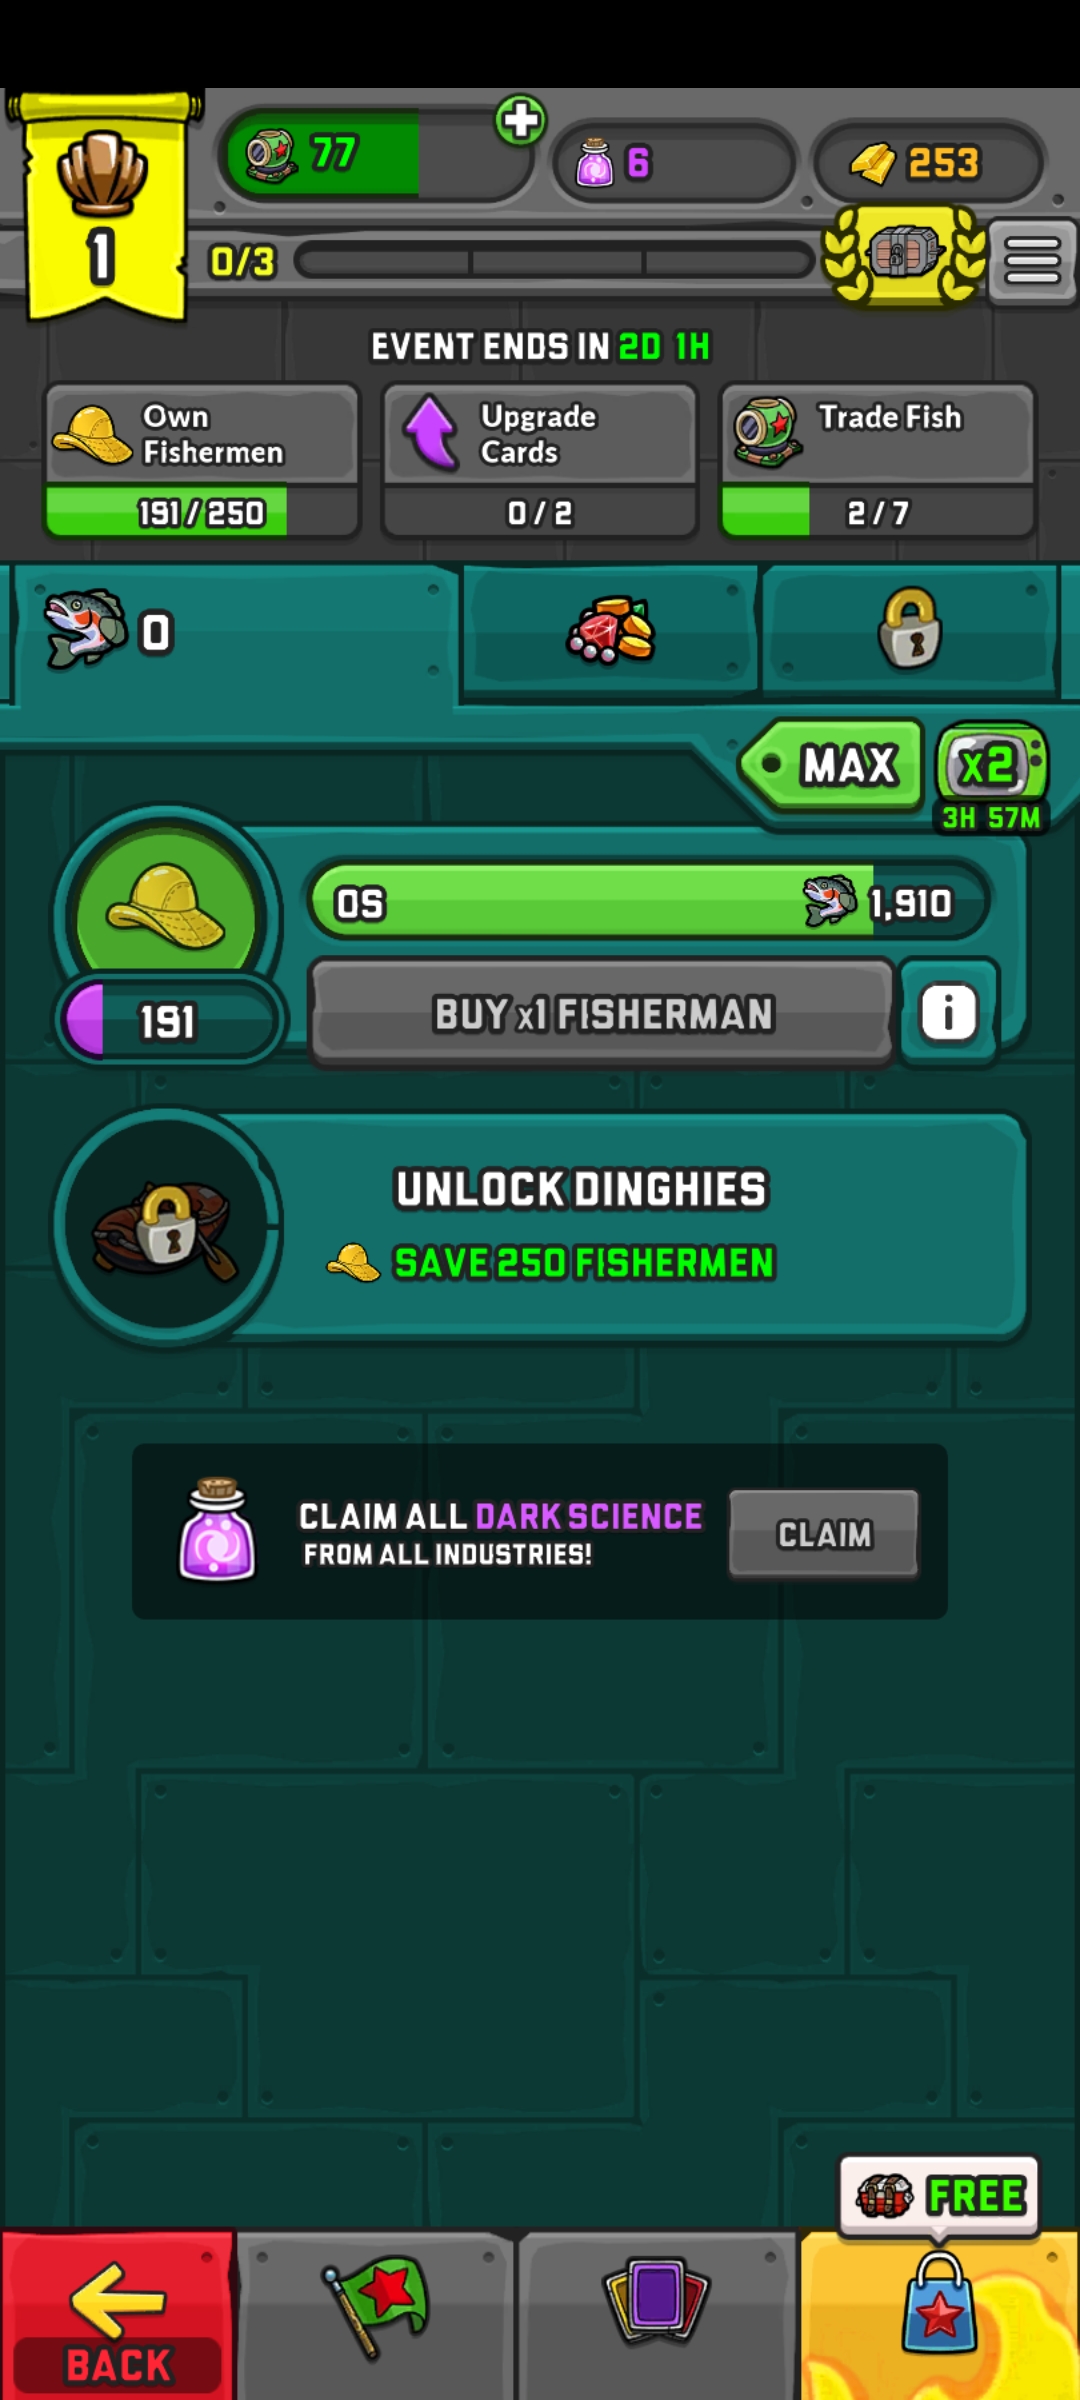 77
6
253
1
0/3
EVENT ENDS IN 2D 1H
Own
Fishermen
191/250
Upgrade
Cards
0/2
Trade Fish
2/7
0
MAX
x2
3H 57M
0S
1,910
191
BUY x1 FISHERMAN
i
UNLOCK DINGHIES
SAVE 250 FISHERMEN
CLAIM ALL DARK SCIENCE
FROM ALL INDUSTRIES!
CLAIM
FREE
BACK